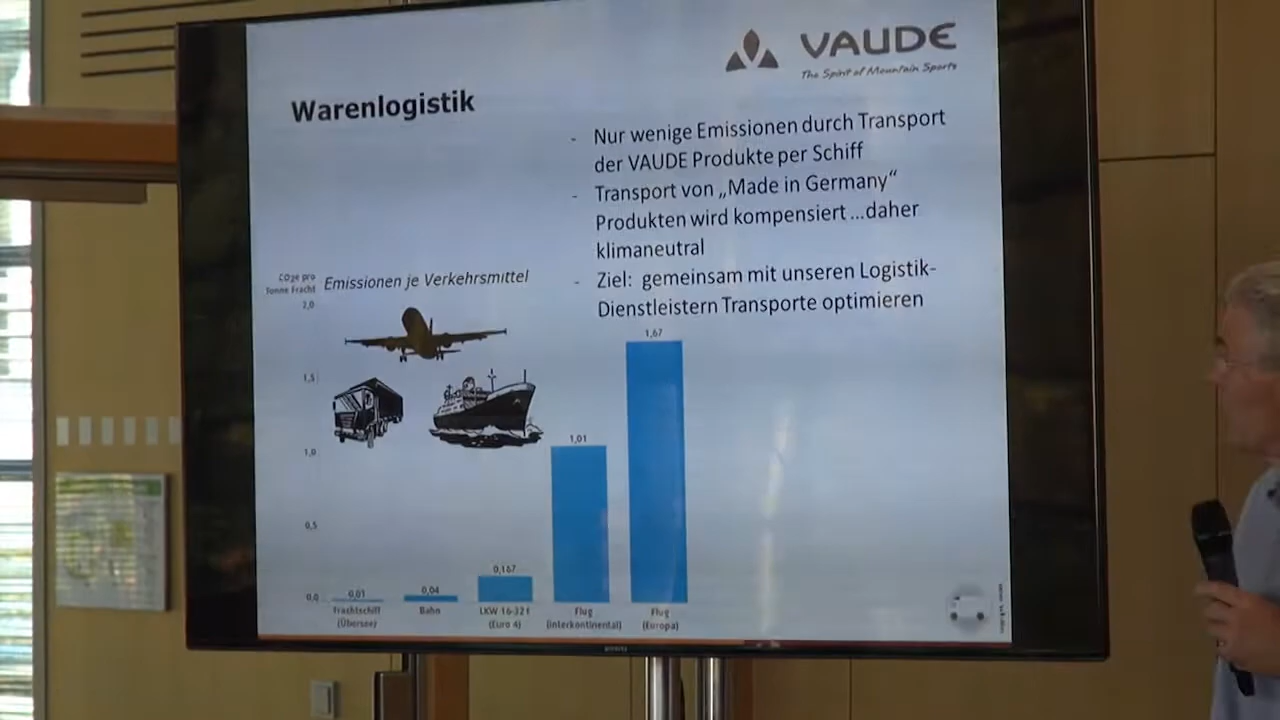 VAUDE
The Spirit of Mountain Sports
Warenlogistik
- Nur wenige Emissionen durch Transport
der VAUDE Produkte per Schiff
- Transport von „Made in Germany“
Produkten wird kompensiert ...daher
klimaneutral
- Ziel: gemeinsam mit unseren Logistik-
Dienstleistern Transporte optimieren
CO2e pro
Tonne Fracht
Emissionen je Verkehrsmittel
2,0
1,5
1,0
0,5
0,0
0,01
0,04
0,167
1,01
1,67
Frachtschiff
(Übersee)
Bahn
LKW 16-32t
(Euro 4)
Flug
(interkontinental)
Flug
(Europa)